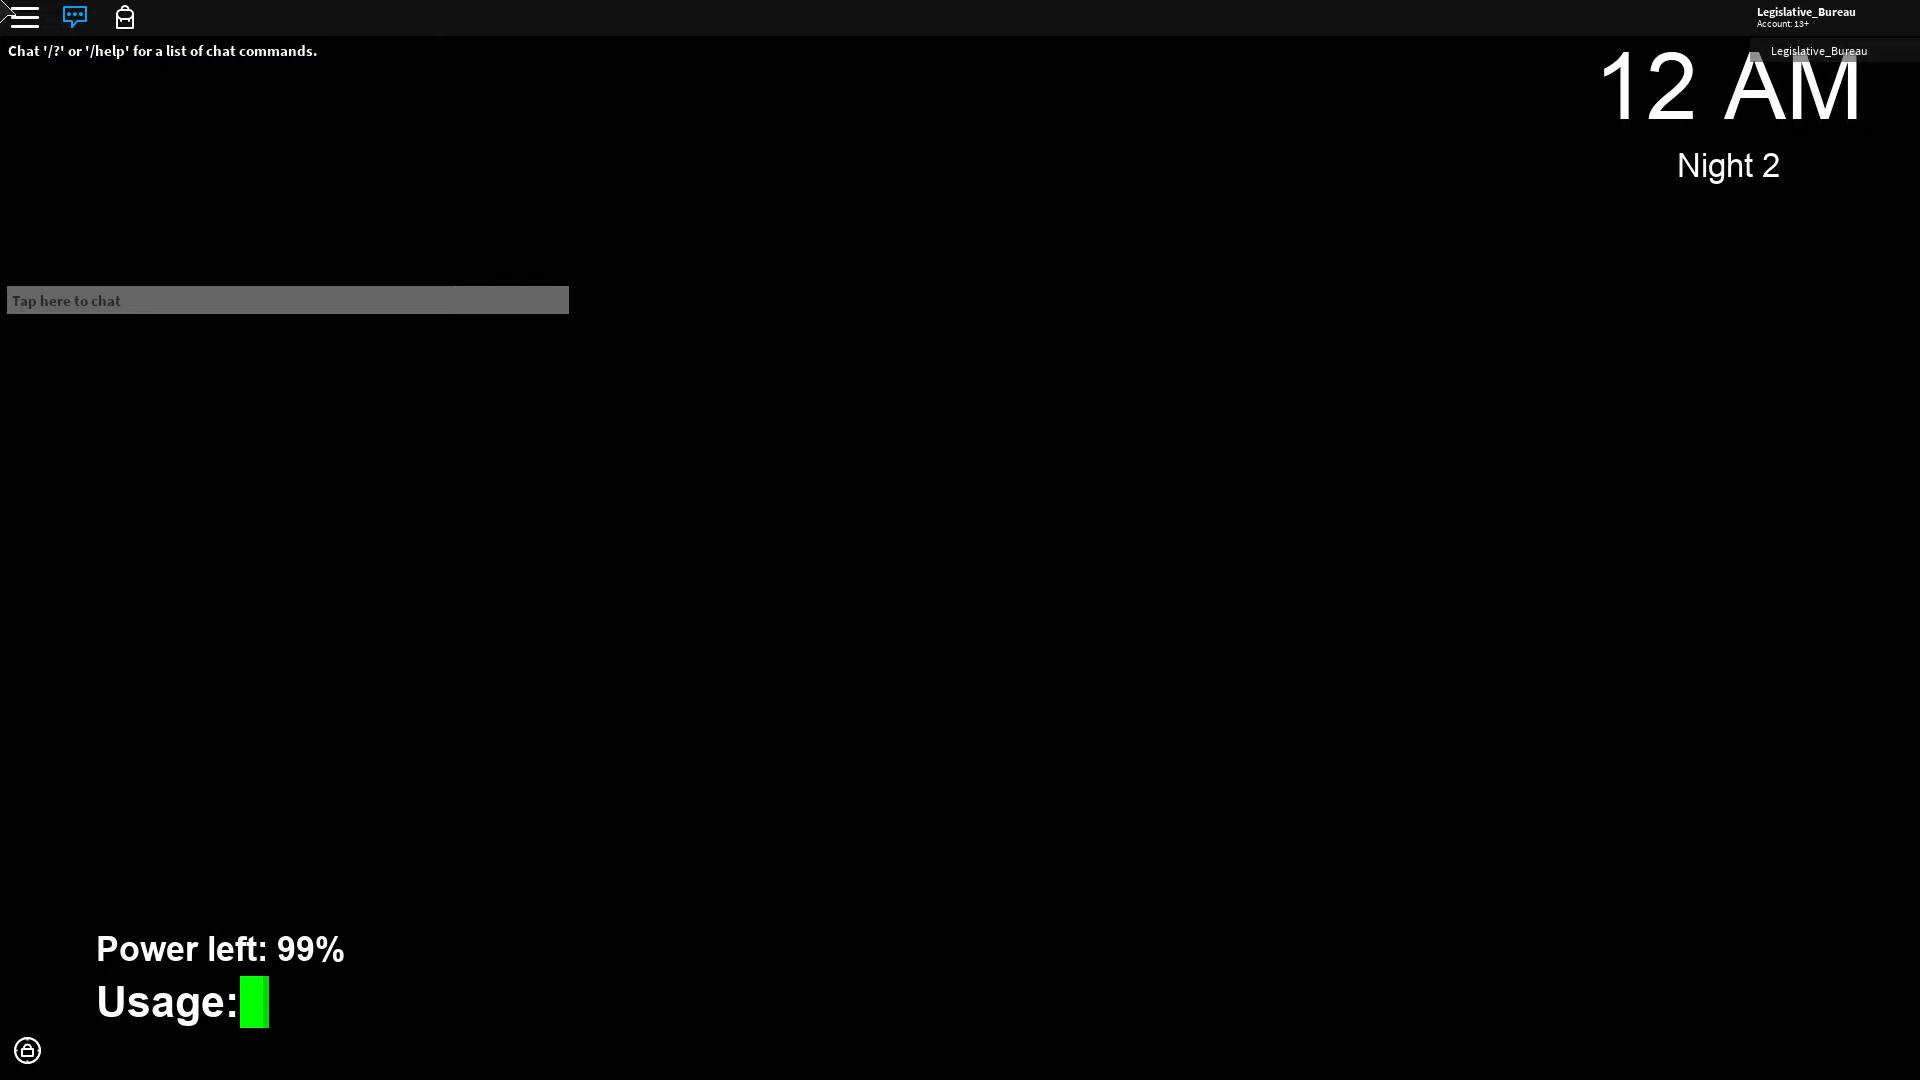 Legislative_Bureau
Account: 13+
Chat '/?' or '/help' for a list of chat commands.
Legislative_Bureau
12 AM
Night 2
Tap here to chat
Power left: 99%
Usage: